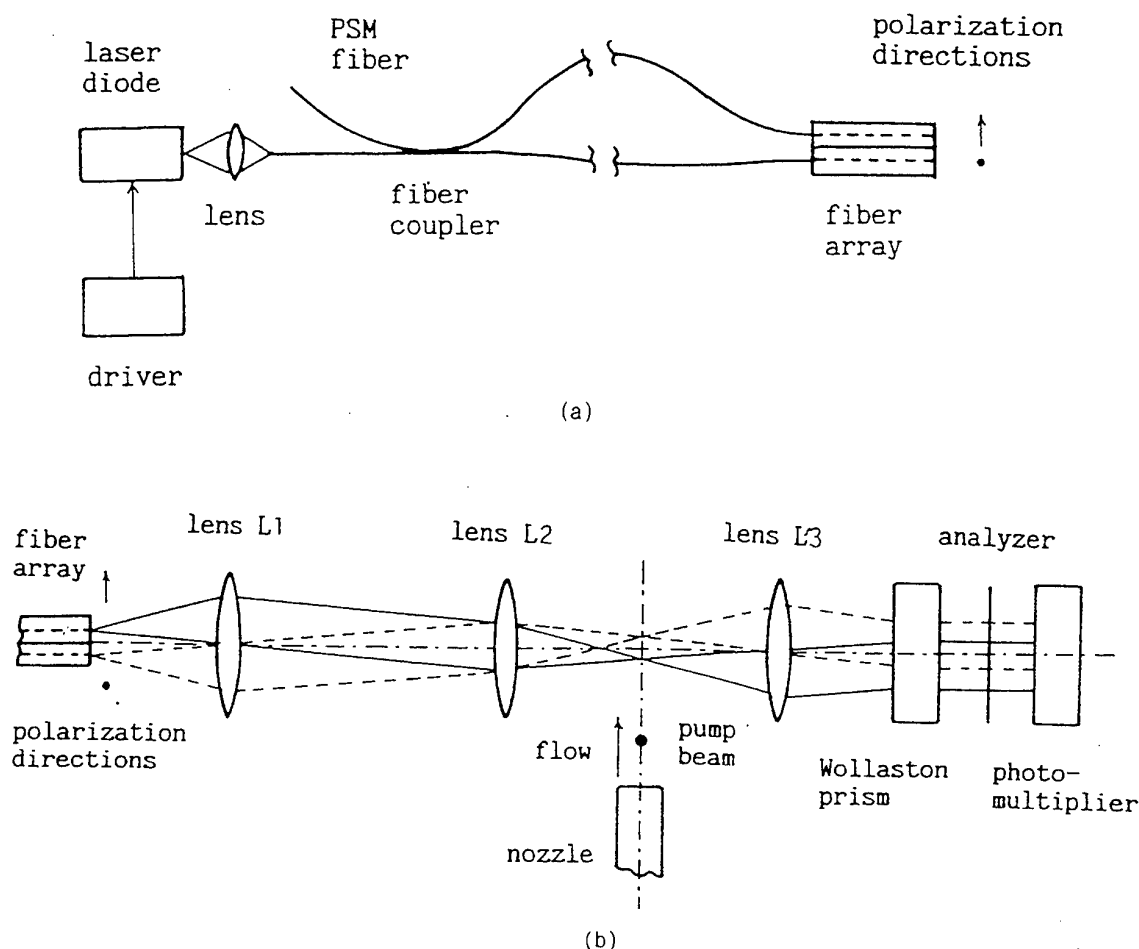 laser
diode
PSM
fiber
polarization
directions
lens
fiber
coupler
fiber
array
driver
(a)
fiber
array
lens L1
lens L2
lens L3
analyzer
polarization
directions
flow
pump
beam
Wollaston
prism
photo-
multiplier
nozzle
(b)